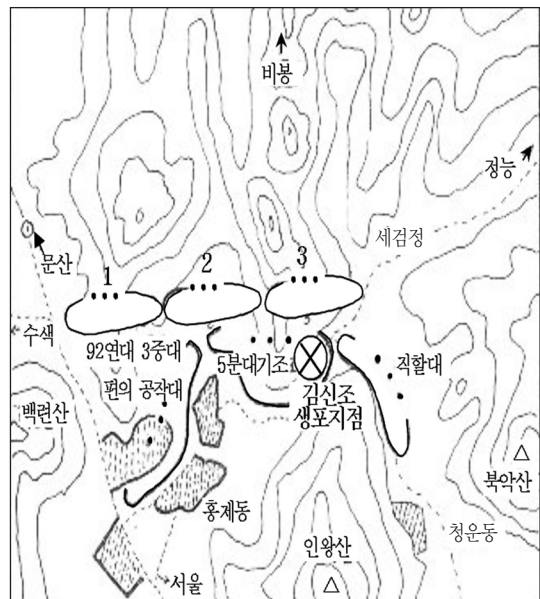 비봉
정능
세검정
문산
1
2
3
수색
92연대 3중대
5분대기조
직할대
편의 공작대
김신조
생포지점
백련산
북악산
홍제동
청운동
인왕산
서울